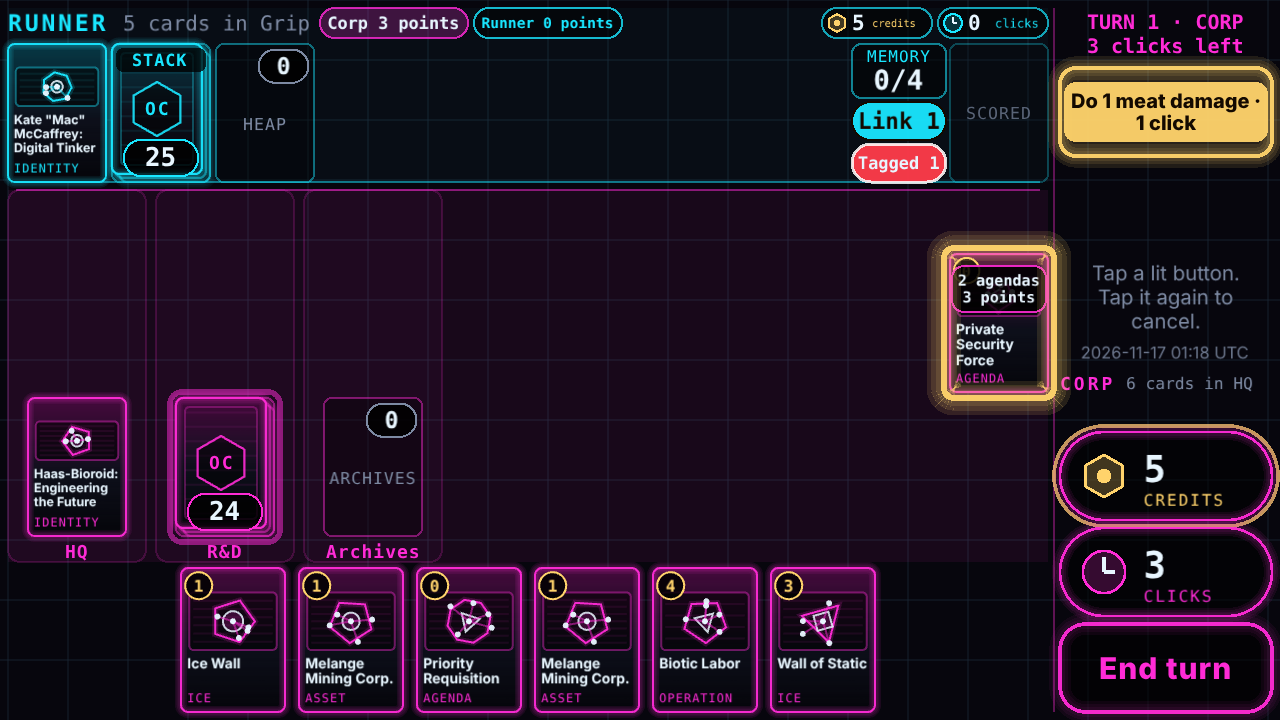 RUNNER 5 cards in Grip Corp 3 points Runner 0 points 5 credits 0 clicks
TURN 1 · CORP
3 clicks left
Do 1 meat damage ·
1 click
Kate "Mac"
McCaffrey:
Digital Tinker
IDENTITY
STACK
OC
25
0
HEAP
MEMORY
0/4
Link 1
Tagged 1
SCORED
2 agendas
3 points
Private
Security
Force
AGENDA
Tap a lit button.
Tap it again to
cancel.
2026-11-17 01:18 UTC
CORP 6 cards in HQ
Haas-Bioroid:
Engineering
the Future
IDENTITY
HQ
OC
24
R&D
0
ARCHIVES
Archives
5
CREDITS
3
CLICKS
End turn
1
Ice Wall
ICE
1
Melange
Mining Corp.
ASSET
0
Priority
Requisition
AGENDA
1
Melange
Mining Corp.
ASSET
4
Biotic Labor
OPERATION
3
Wall of Static
ICE